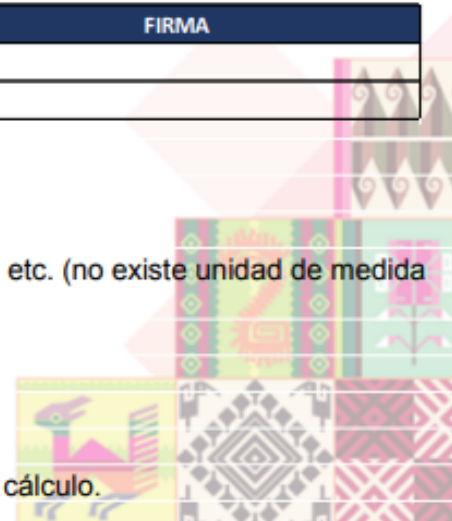 FIRMA
etc. (no existe unidad de medida
cálculo.